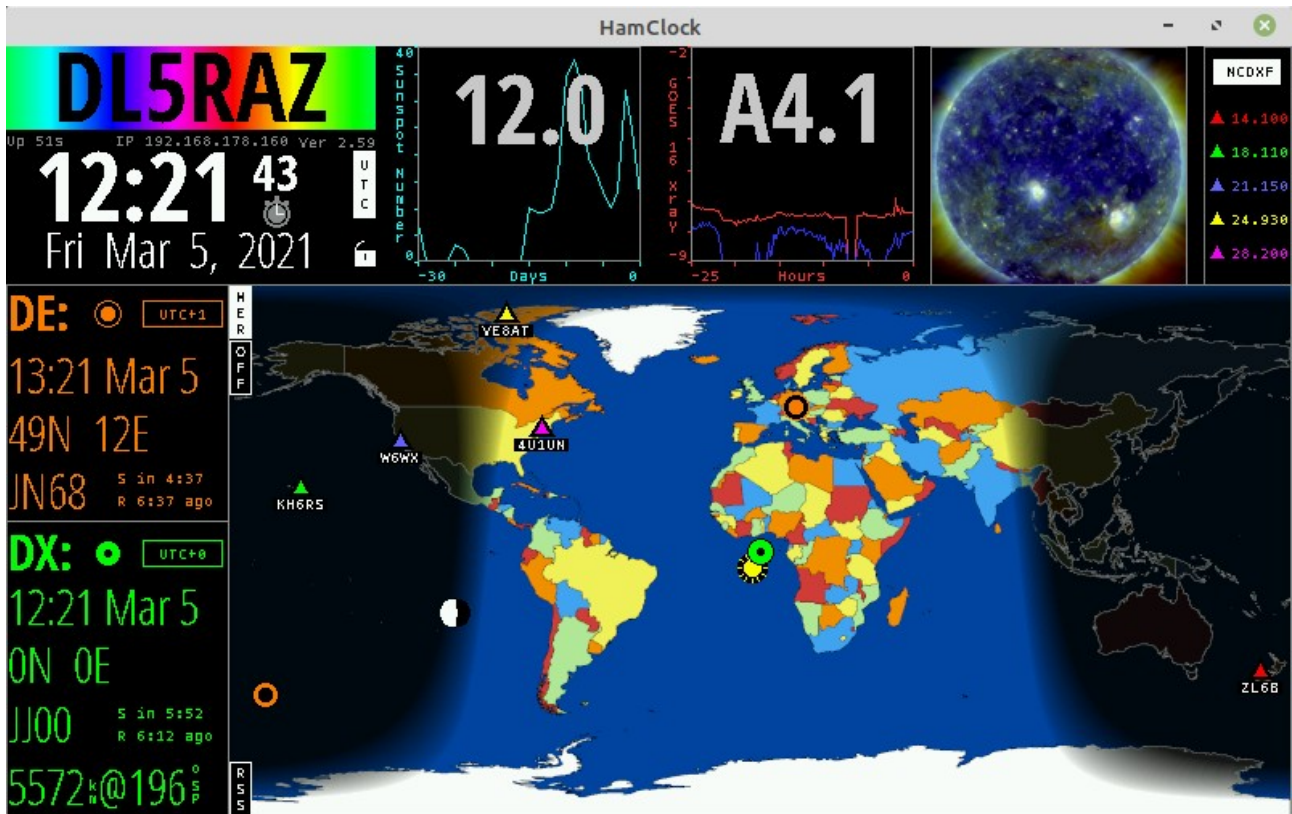 HamClock
DL5RAZ
Up 51s IP 192.168.178.160 Ver 2.59
12:21 43
UTC
Fri Mar 5, 2021
40
Sunspot Number
12.0
0
-30 Days 0
-2
GOES 16 Xray
A4.1
-9
-25 Hours 0
NCDXF
14.100
18.110
21.150
24.930
28.200
DE: UTC+1
13:21 Mar 5
49N 12E
JN68
S in 4:37
R 6:37 ago
DX: UTC+0
12:21 Mar 5
0N 0E
JJ00
S in 5:52
R 6:12 ago
5572 km@196° SP
MER
OFF
VE8AT
4U1UN
W6WX
KH6RS
ZL6B
RSS